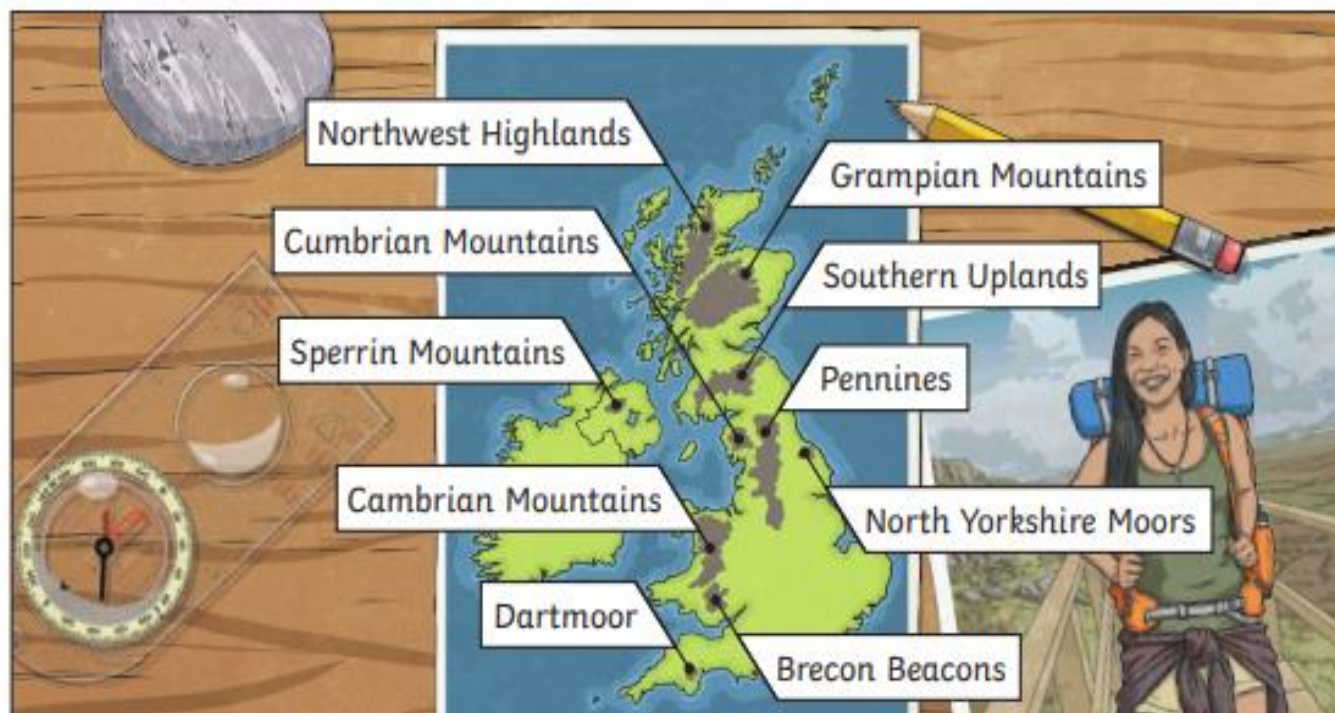 Northwest Highlands
Grampian Mountains
Cumbrian Mountains
Southern Uplands
Sperrin Mountains
Pennines
Cambrian Mountains
North Yorkshire Moors
Dartmoor
Brecon Beacons